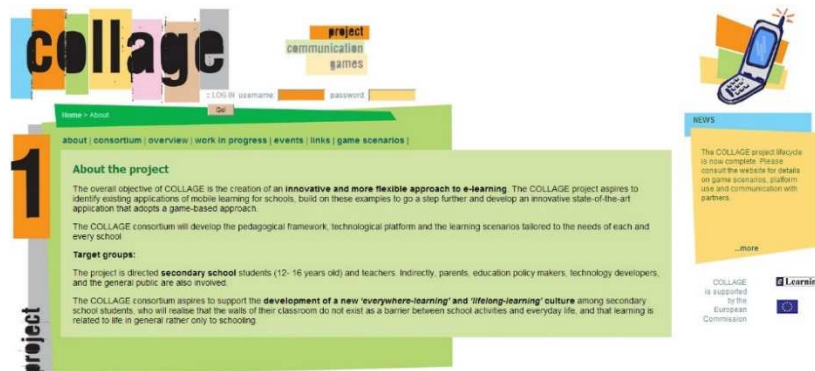 collage
project
communication
games
:: LOG IN username password
Go!
Home > About
NEWS
about | consortium | overview | work in progress | events | links | game scenarios |
1
project
About the project
The overall objective of COLLAGE is the creation of an innovative and more flexible approach to e-learning. The COLLAGE project aspires to
identify existing applications of mobile learning for schools, build on these examples to go a step further and develop an innovative state-of-the-art
application that adopts a game-based approach.
The COLLAGE consortium will develop the pedagogical framework, technological platform and the learning scenarios tailored to the needs of each and
every school
Target groups:
The project is directed secondary school students (12- 16 years old) and teachers. Indirectly, parents, education policy makers, technology developers,
and the general public are also involved.
The COLLAGE consortium aspires to support the development of a new 'everywhere-learning' and 'lifelong-learning' culture among secondary
school students, who will realise that the walls of their classroom do not exist as a barrier between school activities and everyday life, and that learning is
related to life in general rather only to schooling.
The COLLAGE project lifecycle
is now complete. Please
consult the website for details
on game scenarios, platform
use and communication with
partners.
...more
COLLAGE
is supported
by the
European
Commission
e Learnin